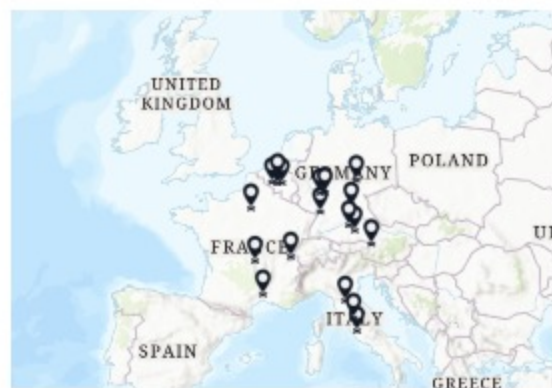 UNITED
KINGDOM
GERMANY
POLAND
FRANCE
ITALY
SPAIN
GREECE